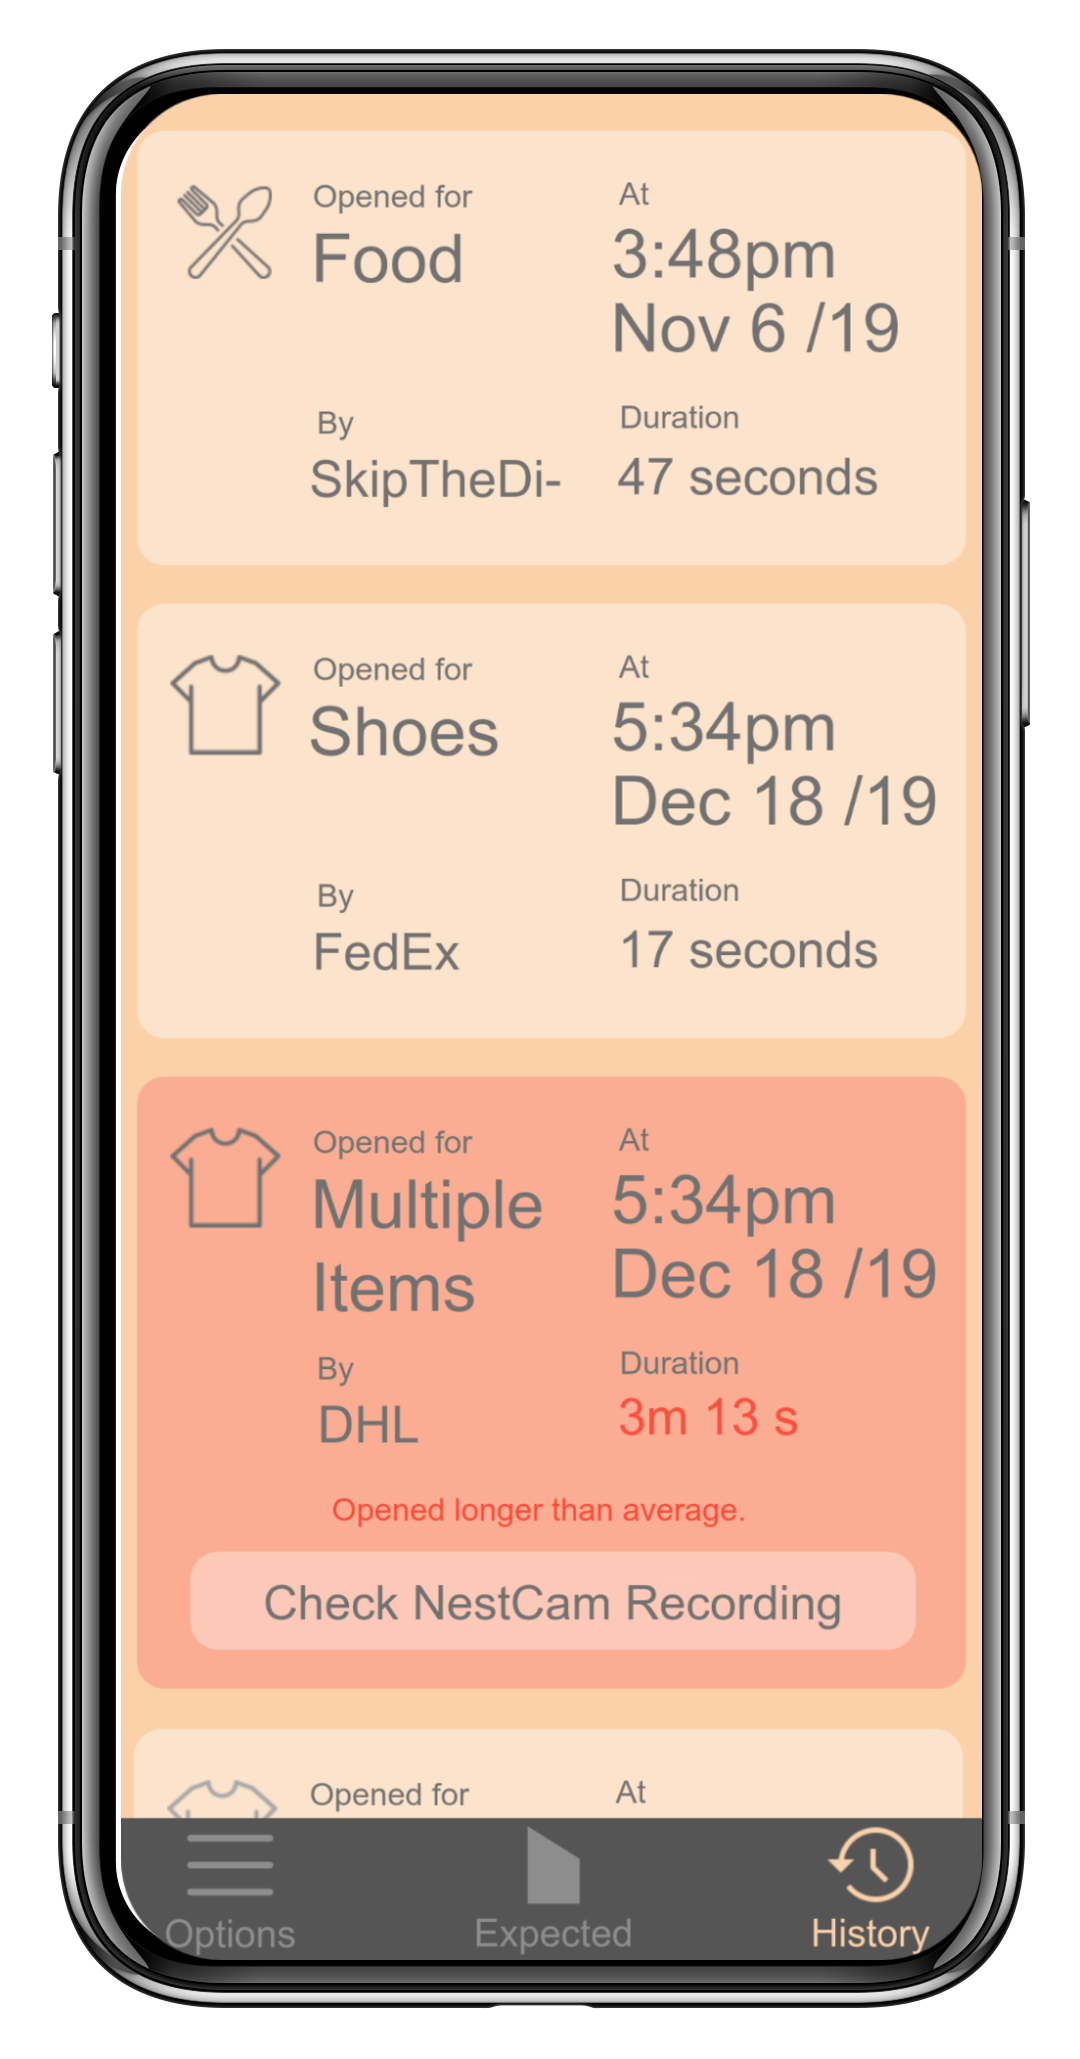 Opened for
At
Food
3:48pm
Nov 6 /19
By
Duration
SkipTheDi-
47 seconds
Opened for
At
Shoes
5:34pm
Dec 18 /19
By
Duration
FedEx
17 seconds
Opened for
At
Multiple
Items
5:34pm
Dec 18 /19
By
Duration
DHL
3m 13 s
Opened longer than average.
Check NestCam Recording
Opened for
At
Options
Expected
History